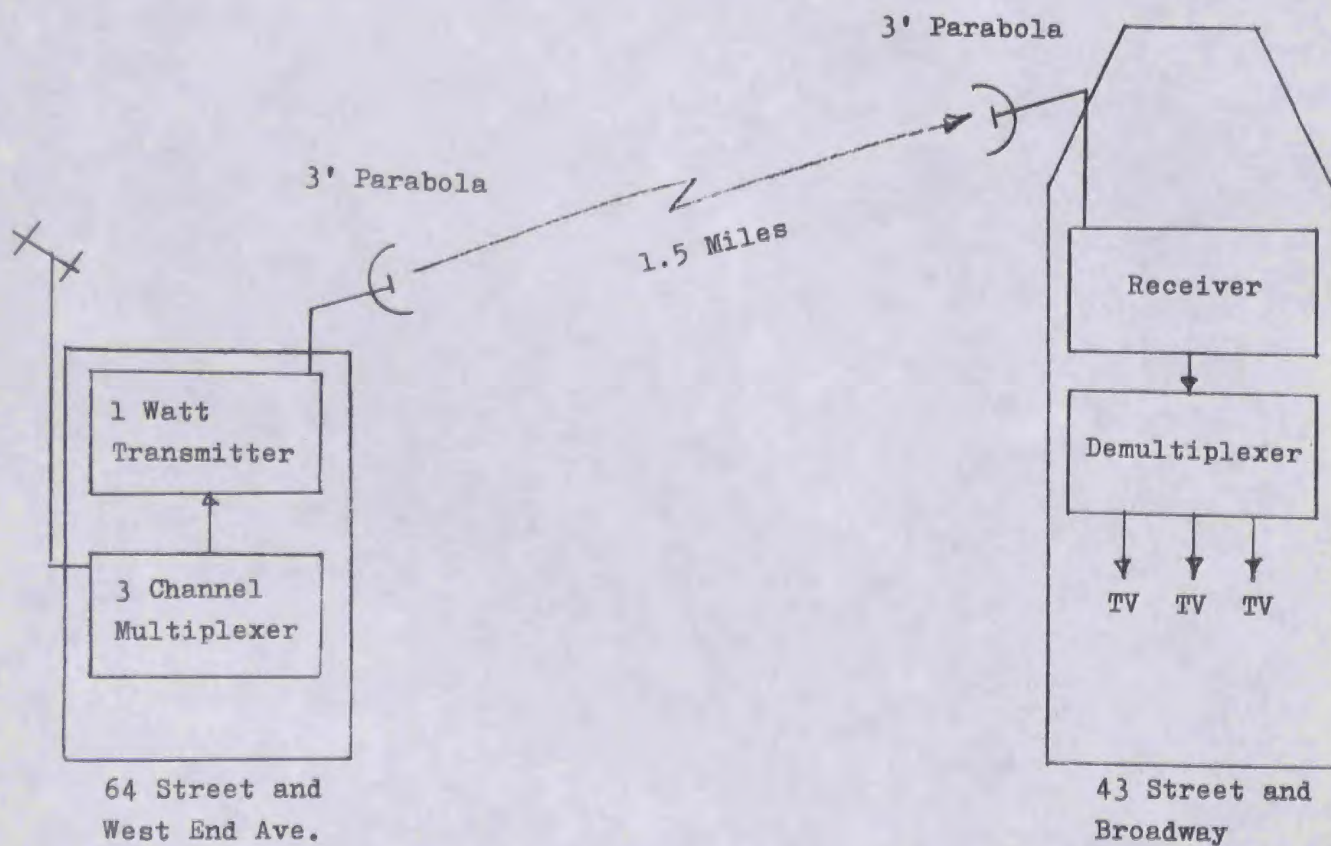 3' Parabola
3' Parabola
1.5 Miles
1 Watt
Transmitter
3 Channel
Multiplexer
64 Street and
West End Ave.
Receiver
Demultiplexer
TV TV TV
43 Street and
Broadway